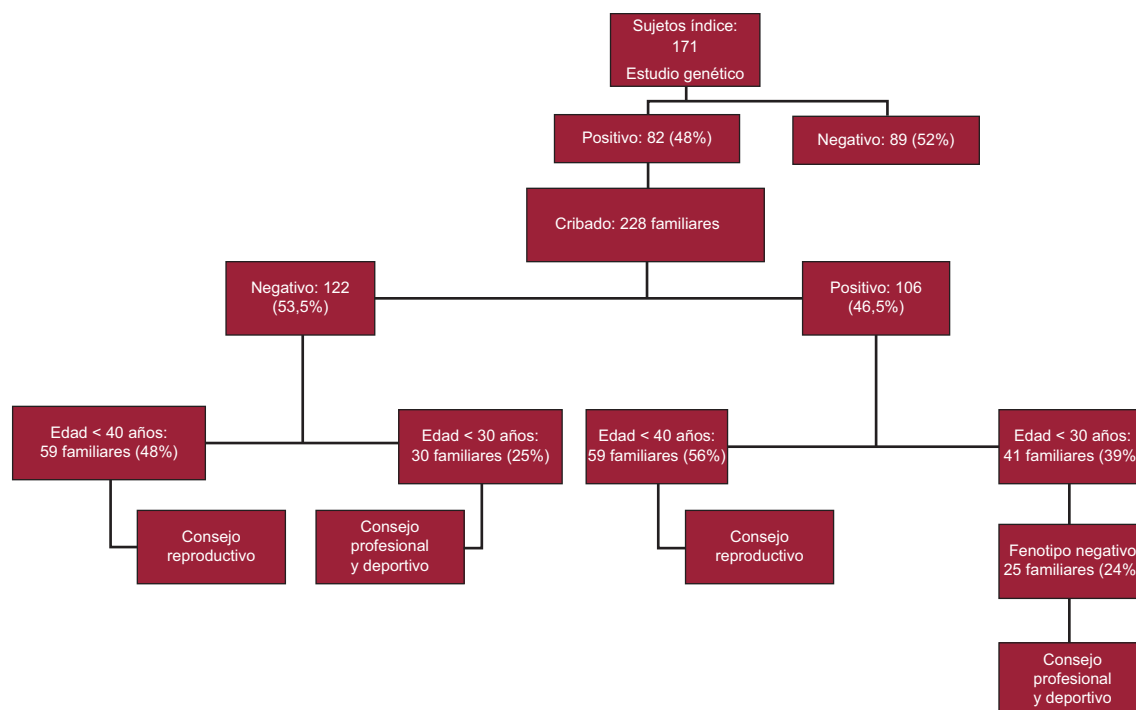 Sujetos índice:
171
Estudio genético
Positivo: 82 (48%)
Negativo: 89 (52%)
Cribado: 228 familiares
Negativo: 122
(53,5%)
Positivo: 106
(46,5%)
Edad < 40 años:
59 familiares (48%)
Edad < 30 años:
30 familiares (25%)
Edad < 40 años:
59 familiares (56%)
Edad < 30 años:
41 familiares (39%
Consejo
reproductivo
Consejo
profesional
y deportivo
Consejo
reproductivo
Fenotipo negativo
25 familiares (24%
Consejo
profesional
y deportivo